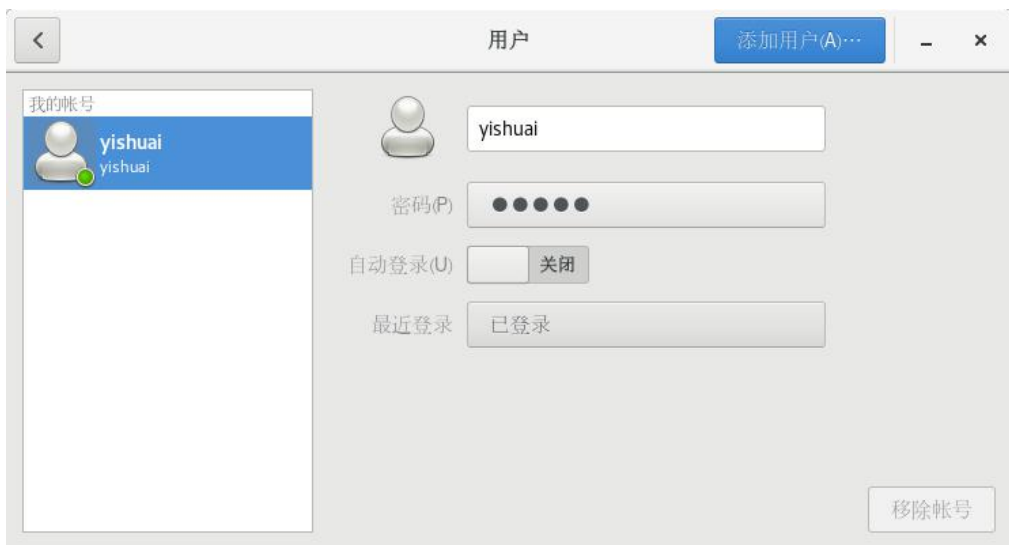 用户
添加用户(A)…
我的帐号
yishuai
yishuai
yishuai
密码(P)
●●●●●
自动登录(U)
关闭
最近登录
已登录
移除帐号